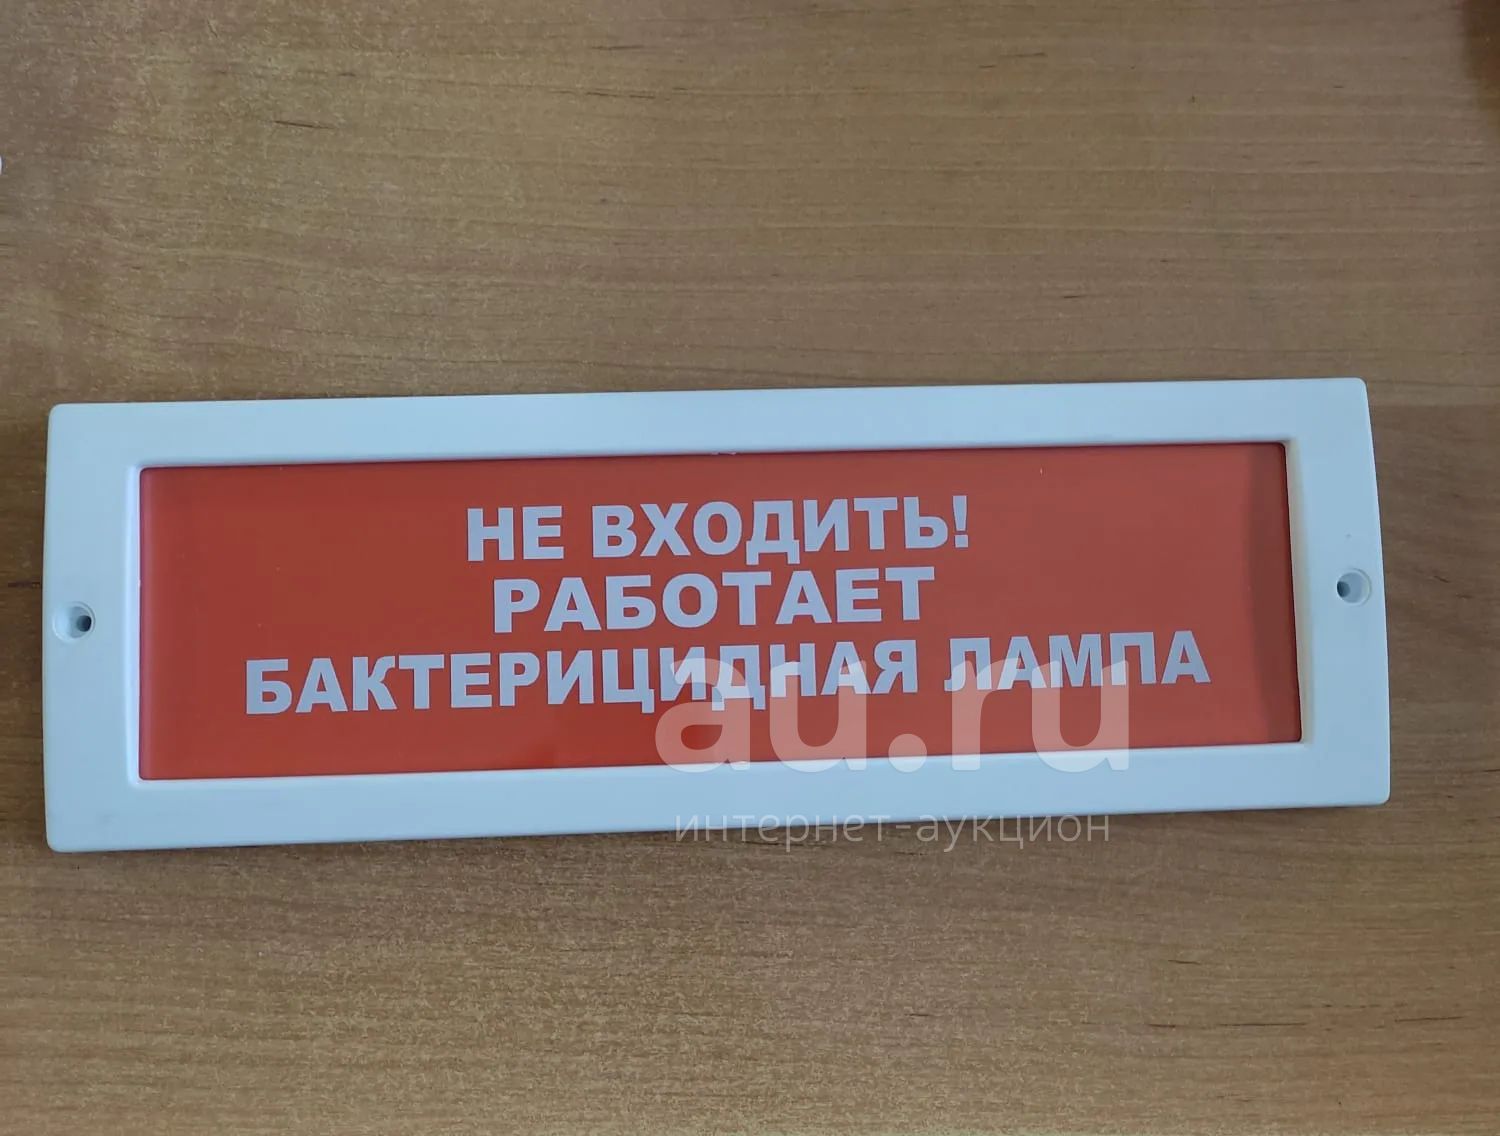 НЕ ВХОДИТЬ!
РАБОТАЕТ
БАКТЕРИЦИДНАЯ ЛАМПА
au.ru
интернет-аукцион